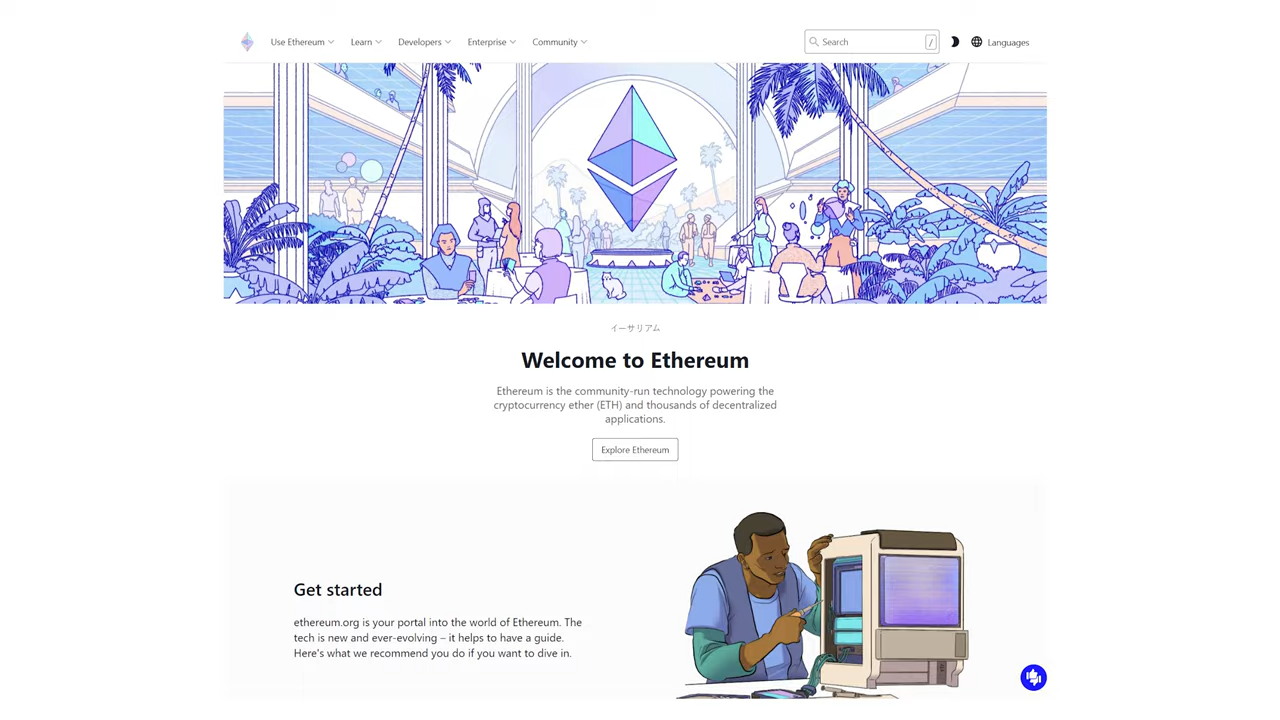 Use Ethereum Learn Developers Enterprise Community Search / Languages
イーサリアム
Welcome to Ethereum
Ethereum is the community-run technology powering the
cryptocurrency ether (ETH) and thousands of decentralized
applications.
Explore Ethereum
Get started
ethereum.org is your portal into the world of Ethereum. The
tech is new and ever-evolving – it helps to have a guide.
Here's what we recommend you do if you want to dive in.